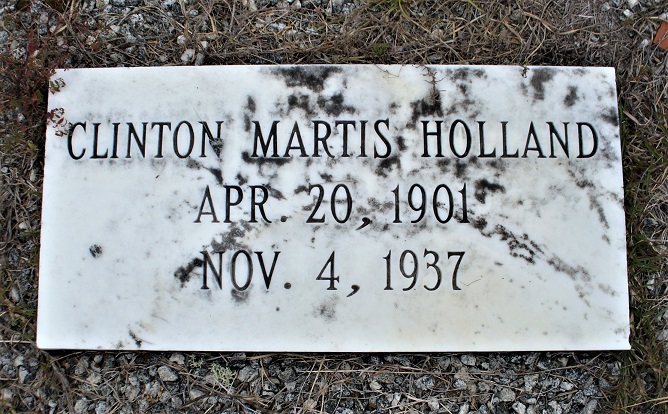 CLINTON MARTIS HOLLAND
APR. 20, 1901
NOV. 4, 1937